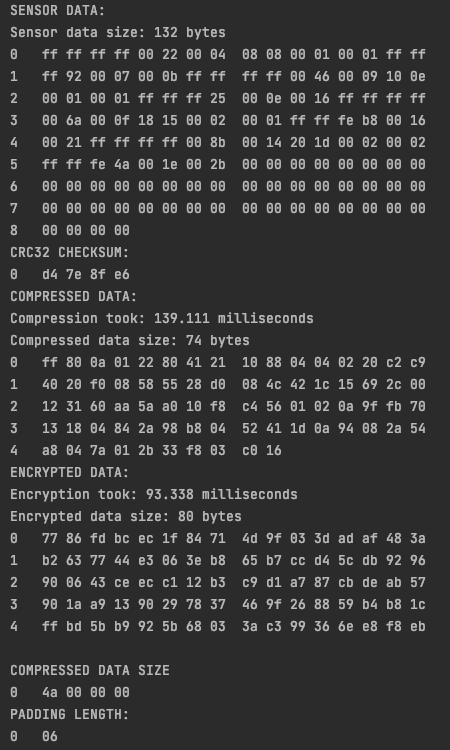 SENSOR DATA:
Sensor data size: 132 bytes
0 ff ff ff ff 00 22 00 04 08 08 00 01 00 01 ff ff
1 ff 92 00 07 00 0b ff ff ff ff 00 46 00 09 10 0e
2 00 01 00 01 ff ff ff 25 00 0e 00 16 ff ff ff ff
3 00 6a 00 0f 18 15 00 02 00 01 ff ff fe b8 00 16
4 00 21 ff ff ff ff 00 8b 00 14 20 1d 00 02 00 02
5 ff ff fe 4a 00 1e 00 2b 00 00 00 00 00 00 00 00
6 00 00 00 00 00 00 00 00 00 00 00 00 00 00 00 00
7 00 00 00 00 00 00 00 00 00 00 00 00 00 00 00 00
8 00 00 00 00
CRC32 CHECKSUM:
0 d4 7e 8f e6
COMPRESSED DATA:
Compression took: 139.111 milliseconds
Compressed data size: 74 bytes
0 ff 80 0a 01 22 80 41 21 10 88 04 04 02 20 c2 c9
1 40 20 f0 08 58 55 28 d0 08 4c 42 1c 15 69 2c 00
2 12 31 60 aa 5a a0 10 f8 c4 56 01 02 0a 9f fb 70
3 13 18 04 84 2a 98 b8 04 52 41 1d 0a 94 08 2a 54
4 a8 04 7a 01 2b 33 f8 03 c0 16
ENCRYPTED DATA:
Encryption took: 93.338 milliseconds
Encrypted data size: 80 bytes
0 77 86 fd bc ec 1f 84 71 4d 9f 03 3d ad af 48 3a
1 b2 63 77 44 e3 06 3e b8 65 b7 cc d4 5c db 92 96
2 90 06 43 ce ec c1 12 b3 c9 d1 a7 87 cb de ab 57
3 90 1a a9 13 90 29 78 37 46 9f 26 88 59 b4 b8 1c
4 ff bd 5b b9 92 5b 68 03 3a c3 99 36 6e e8 f8 eb
COMPRESSED DATA SIZE
0 4a 00 00 00
PADDING LENGTH:
0 06